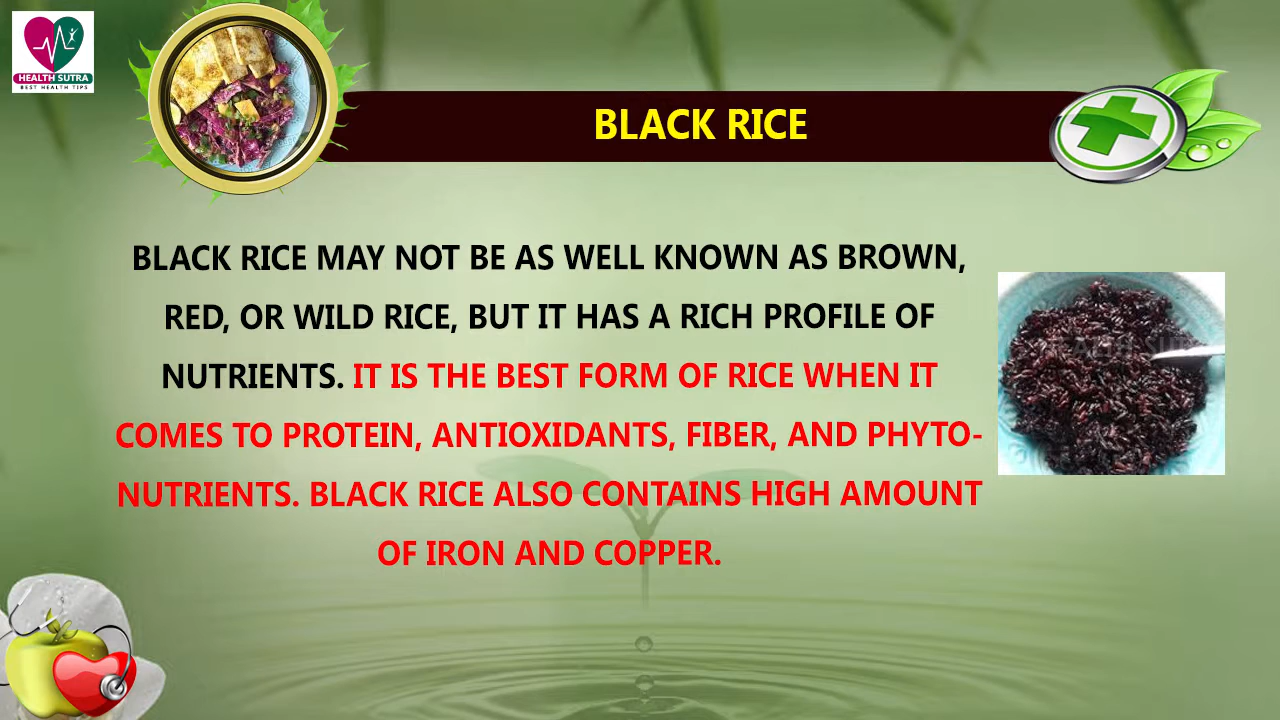 HEALTH SUTRA
BEST HEALTH TIPS
BLACK RICE
BLACK RICE MAY NOT BE AS WELL KNOWN AS BROWN,
RED, OR WILD RICE, BUT IT HAS A RICH PROFILE OF
NUTRIENTS. IT IS THE BEST FORM OF RICE WHEN IT
COMES TO PROTEIN, ANTIOXIDANTS, FIBER, AND PHYTO-
NUTRIENTS. BLACK RICE ALSO CONTAINS HIGH AMOUNT
OF IRON AND COPPER.